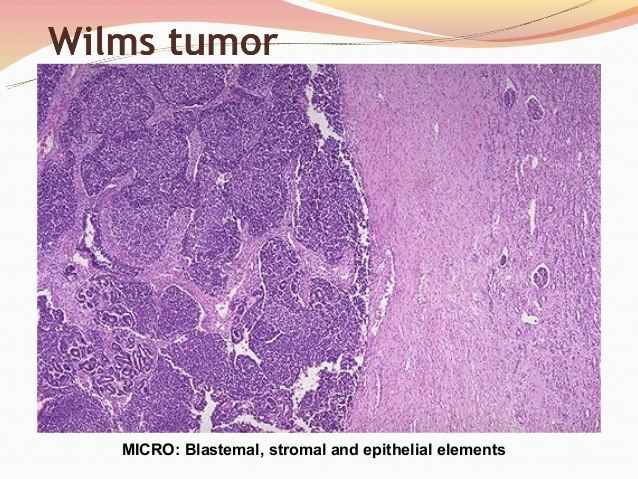 Wilms tumor
MICRO: Blastemal, stromal and epithelial elements